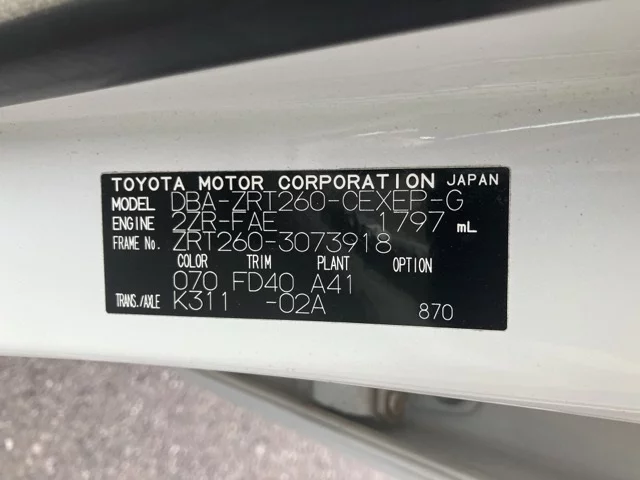 TOYOTA MOTOR CORPORATION JAPAN
MODEL DBA-ZRT260-CEXEP-G
ENGINE 2ZR-FAE 1797 mL
FRAME No. ZRT260-3073918
COLOR TRIM PLANT OPTION
070 FD40 A41
TRANS./AXLE K311 -02A 870